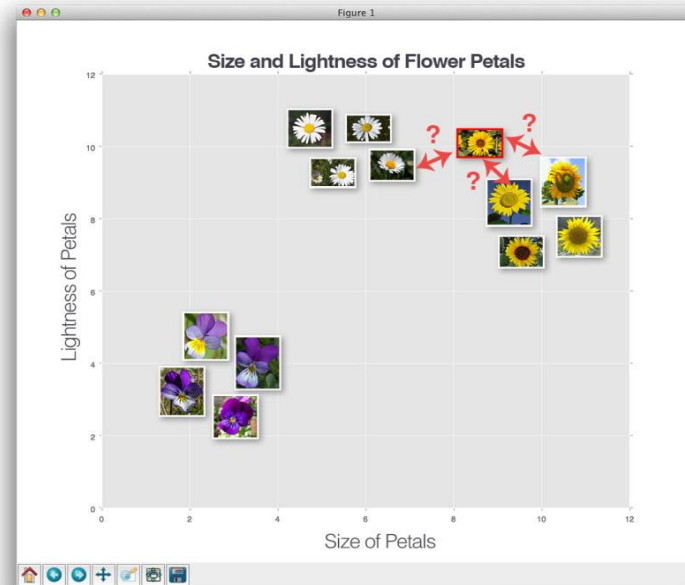 Figure 1
Size and Lightness of Flower Petals
12
10
8
6
4
2
0
Lightness of Petals
?
?
?
0 2 4 6 8 10 12
Size of Petals